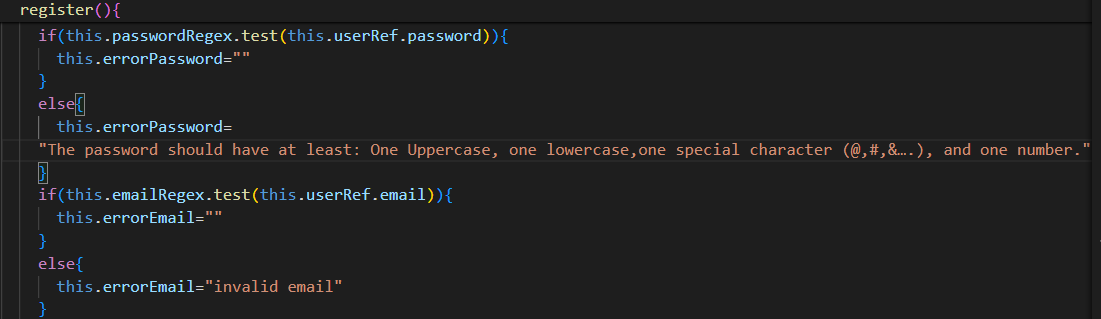 register(){
if(this.passwordRegex.test(this.userRef.password)){
this.errorPassword=""
}
else{
this.errorPassword=
"The password should have at least: One Uppercase, one lowercase,one special character (@,#,&….), and one number."
}
if(this.emailRegex.test(this.userRef.email)){
this.errorEmail=""
}
else{
this.errorEmail="invalid email"
}